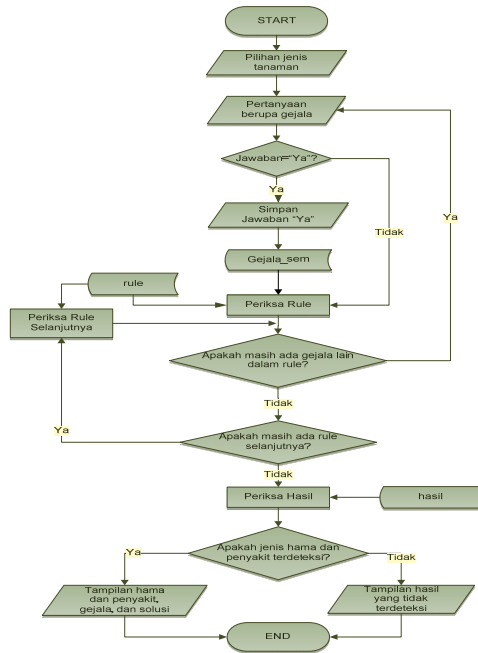 START
Pilihan jenis
tanaman
Pertanyaan
berupa gejala
Jawaban="Ya"?
Ya
Simpan
Jawaban "Ya"
Ya
Tidak
Gejala_sem
rule
Periksa Rule
Periksa Rule
Selanjutnya
Apakah masih ada gejala lain
dalam rule?
Tidak
Ya
Apakah masih ada rule
selanjutnya?
Tidak
Periksa Hasil
hasil
Apakah jenis hama dan
penyakit terdeteksi?
Ya
Tidak
Tampilan hama
dan penyakit,
gejala, dan solusi
Tampilan hasil
yang tidak
terdeteksi
END